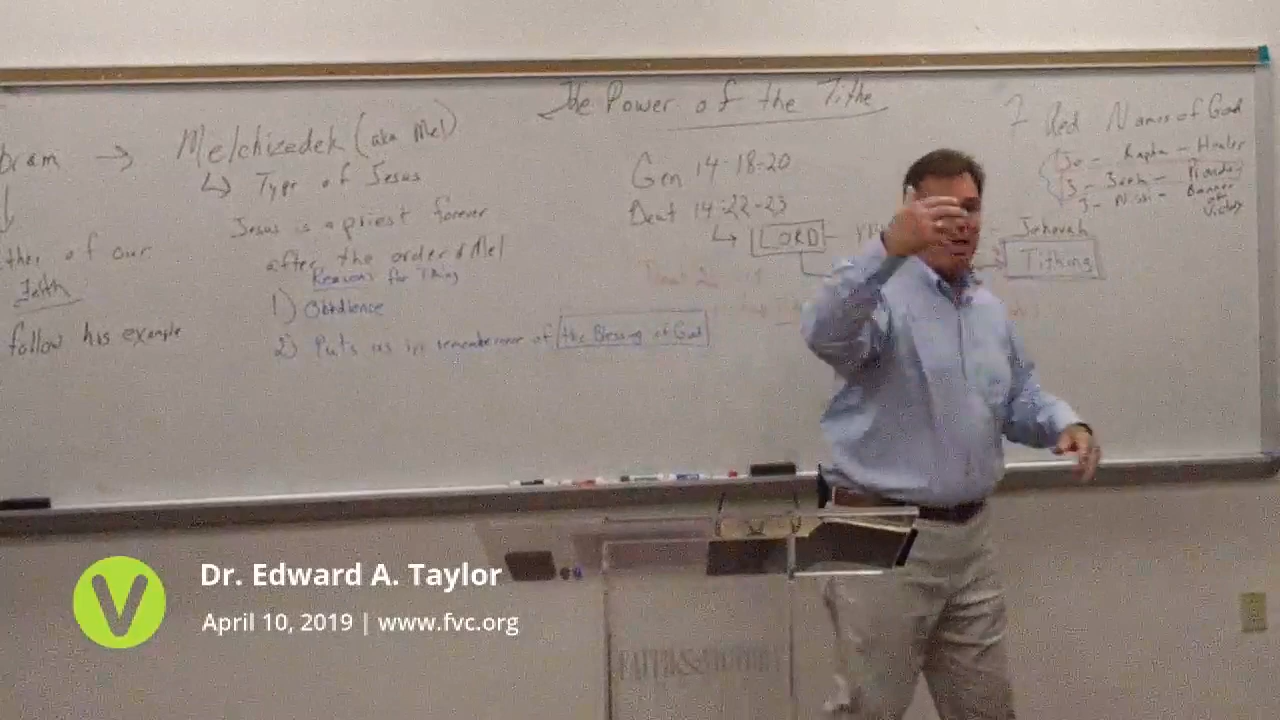 The Power of the Tithe
bram → Melchizedek (aka Mel)
↳ Type of Jesus
ther of our
Faith
follow his example
Jesus is a priest forever
after the order of Mel
Reasons for Tithing
1) Obedience
2) Puts us in remembrance of the Blessing of God
Gen 14-18-20
Deut 14:22-23
↳ LORD -
7 Red Names of God
Rapha - Healer
J - Jireh - Provider
J - Nissi - Banner
of
Victory
Jehovah
Tithing
FAITH & VICTORY
V
Dr. Edward A. Taylor
April 10, 2019 | www.fvc.org